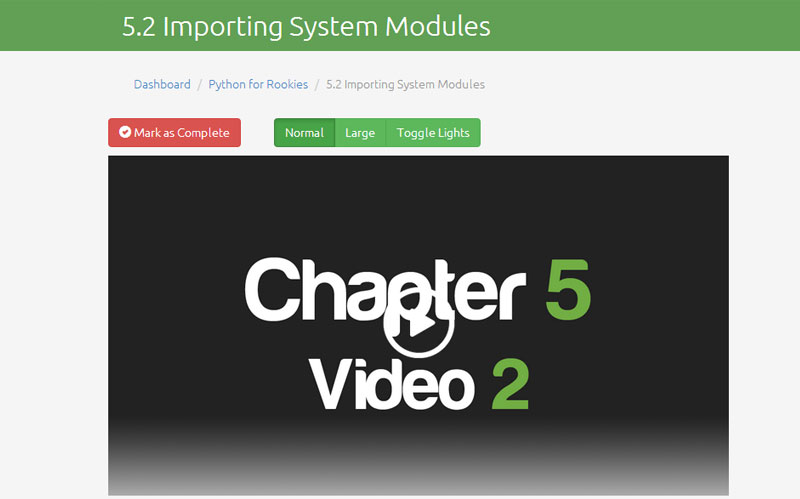 5.2 Importing System Modules
Dashboard / Python for Rookies / 5.2 Importing System Modules
Mark as Complete Normal Large Toggle Lights
Chapter 5
Video 2